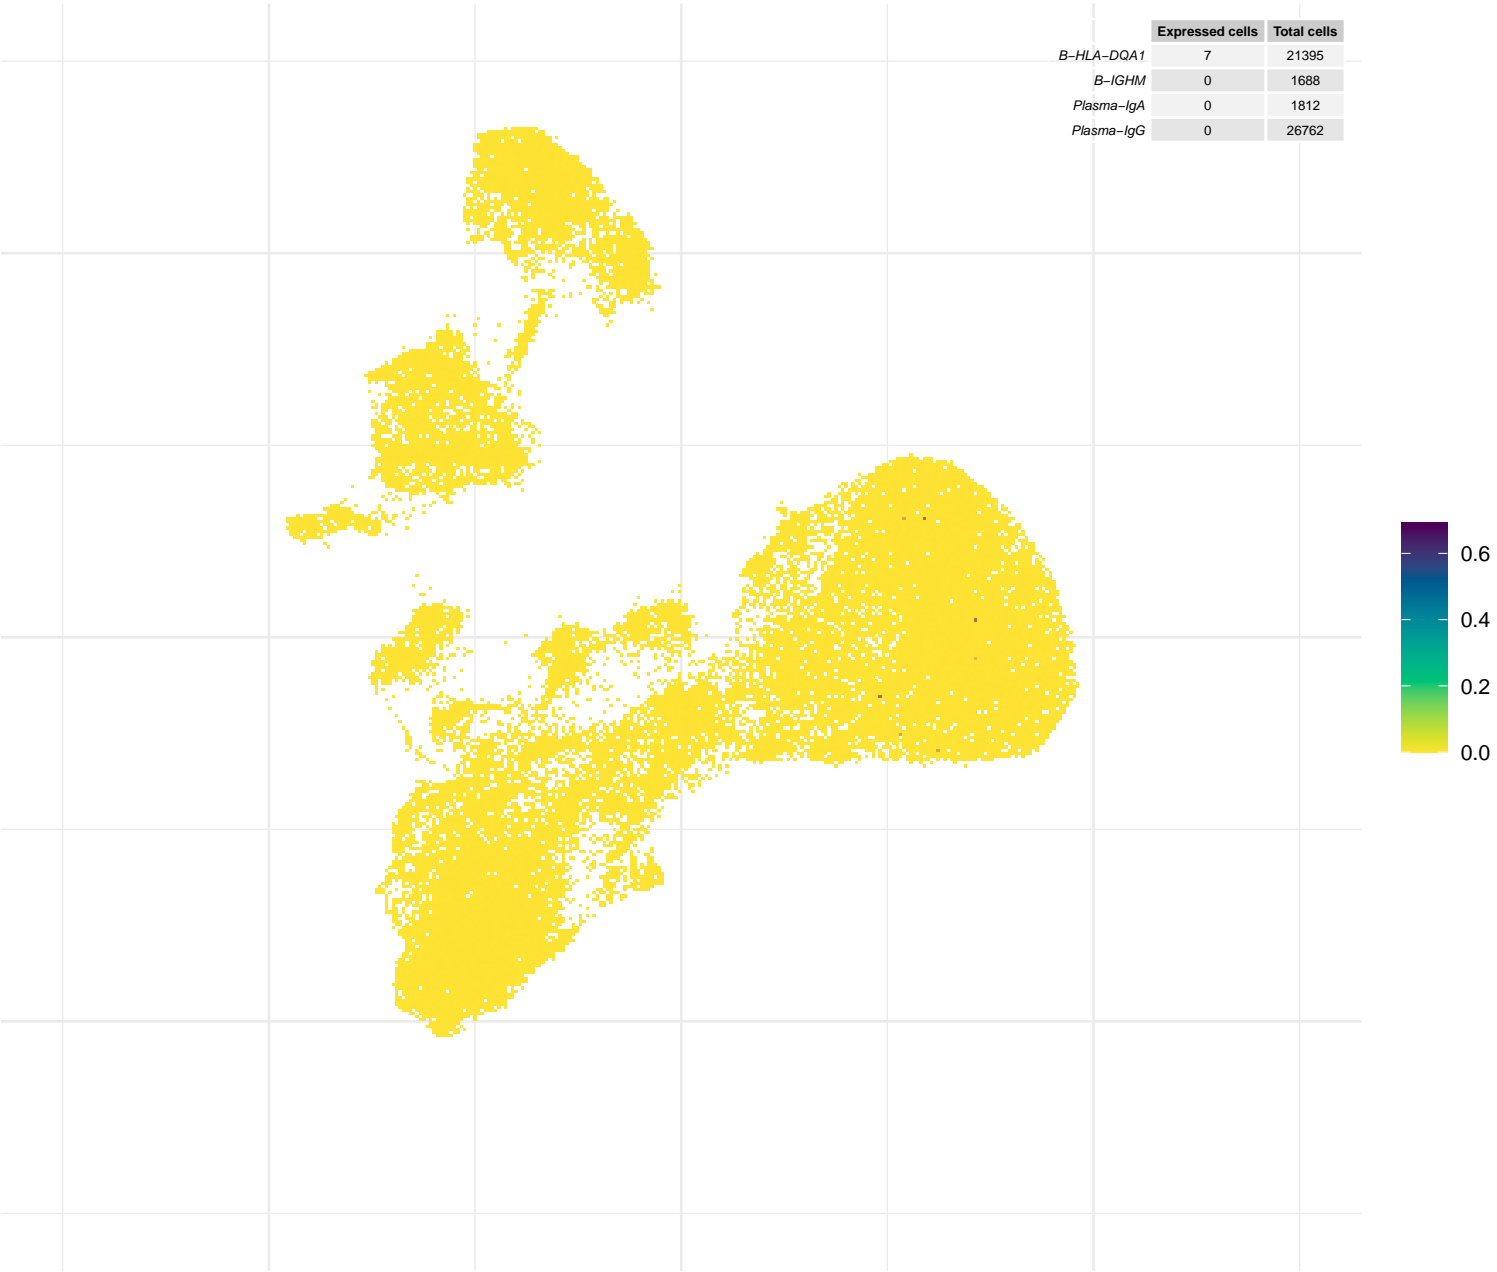 Expressed cells Total cells
B−HLA−DQA1 7 21395
B−IGHM 0 1688
Plasma−IgA 0 1812
Plasma−IgG 0 26762
0.6
0.4
0.2
0.0